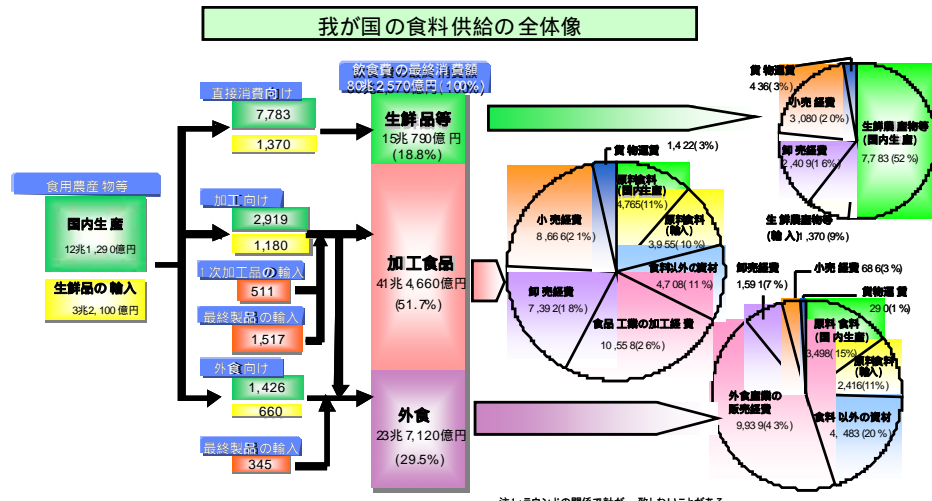 我が国の食料供給の全体像
食用農産物等
国内生産
12兆1,290億円
生鮮品の輸入
3兆2,100億円
直接消費向け
7,783
1,370
加工向け
2,919
1,180
1次加工品の輸入
511
最終製品の輸入
1,517
外食向け
1,426
660
最終製品の輸入
345
飲食費の最終消費額
80兆2,570億円(100%)
生鮮品等
15兆790億円
(18.8%)
加工食品
41兆4,660億円
(51.7%)
外食
23兆7,120億円
(29.5%)
貨物運賃
436(3%)
小売経費
3,080(20%)
卸売経費
2,409(16%)
生鮮農産物等
(国内生産)
7,783(52%)
生鮮農産物等
(輸入)1,370(9%)
貨物運賃 1,422(3%)
原料食料
(国内生産)
4,765(11%)
原料食料
(輸入)
3,955(10%)
食料以外の資材
4,708(11%)
食品工業の加工経費
10,558(26%)
卸売経費
7,392(18%)
小売経費
8,666(21%)
卸売経費
1,591(7%)
小売経費 686(3%)
貨物運賃
290(1%)
原料食料
(国内生産)
3,498(15%)
原料食料
(輸入)
2,416(11%)
食料以外の資材
4,483(20%)
外食産業の
販売経費
9,939(43%)